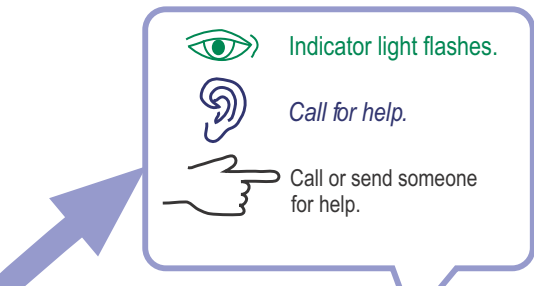 Indicator light flashes.
Call for help.
Call or send someone
for help.